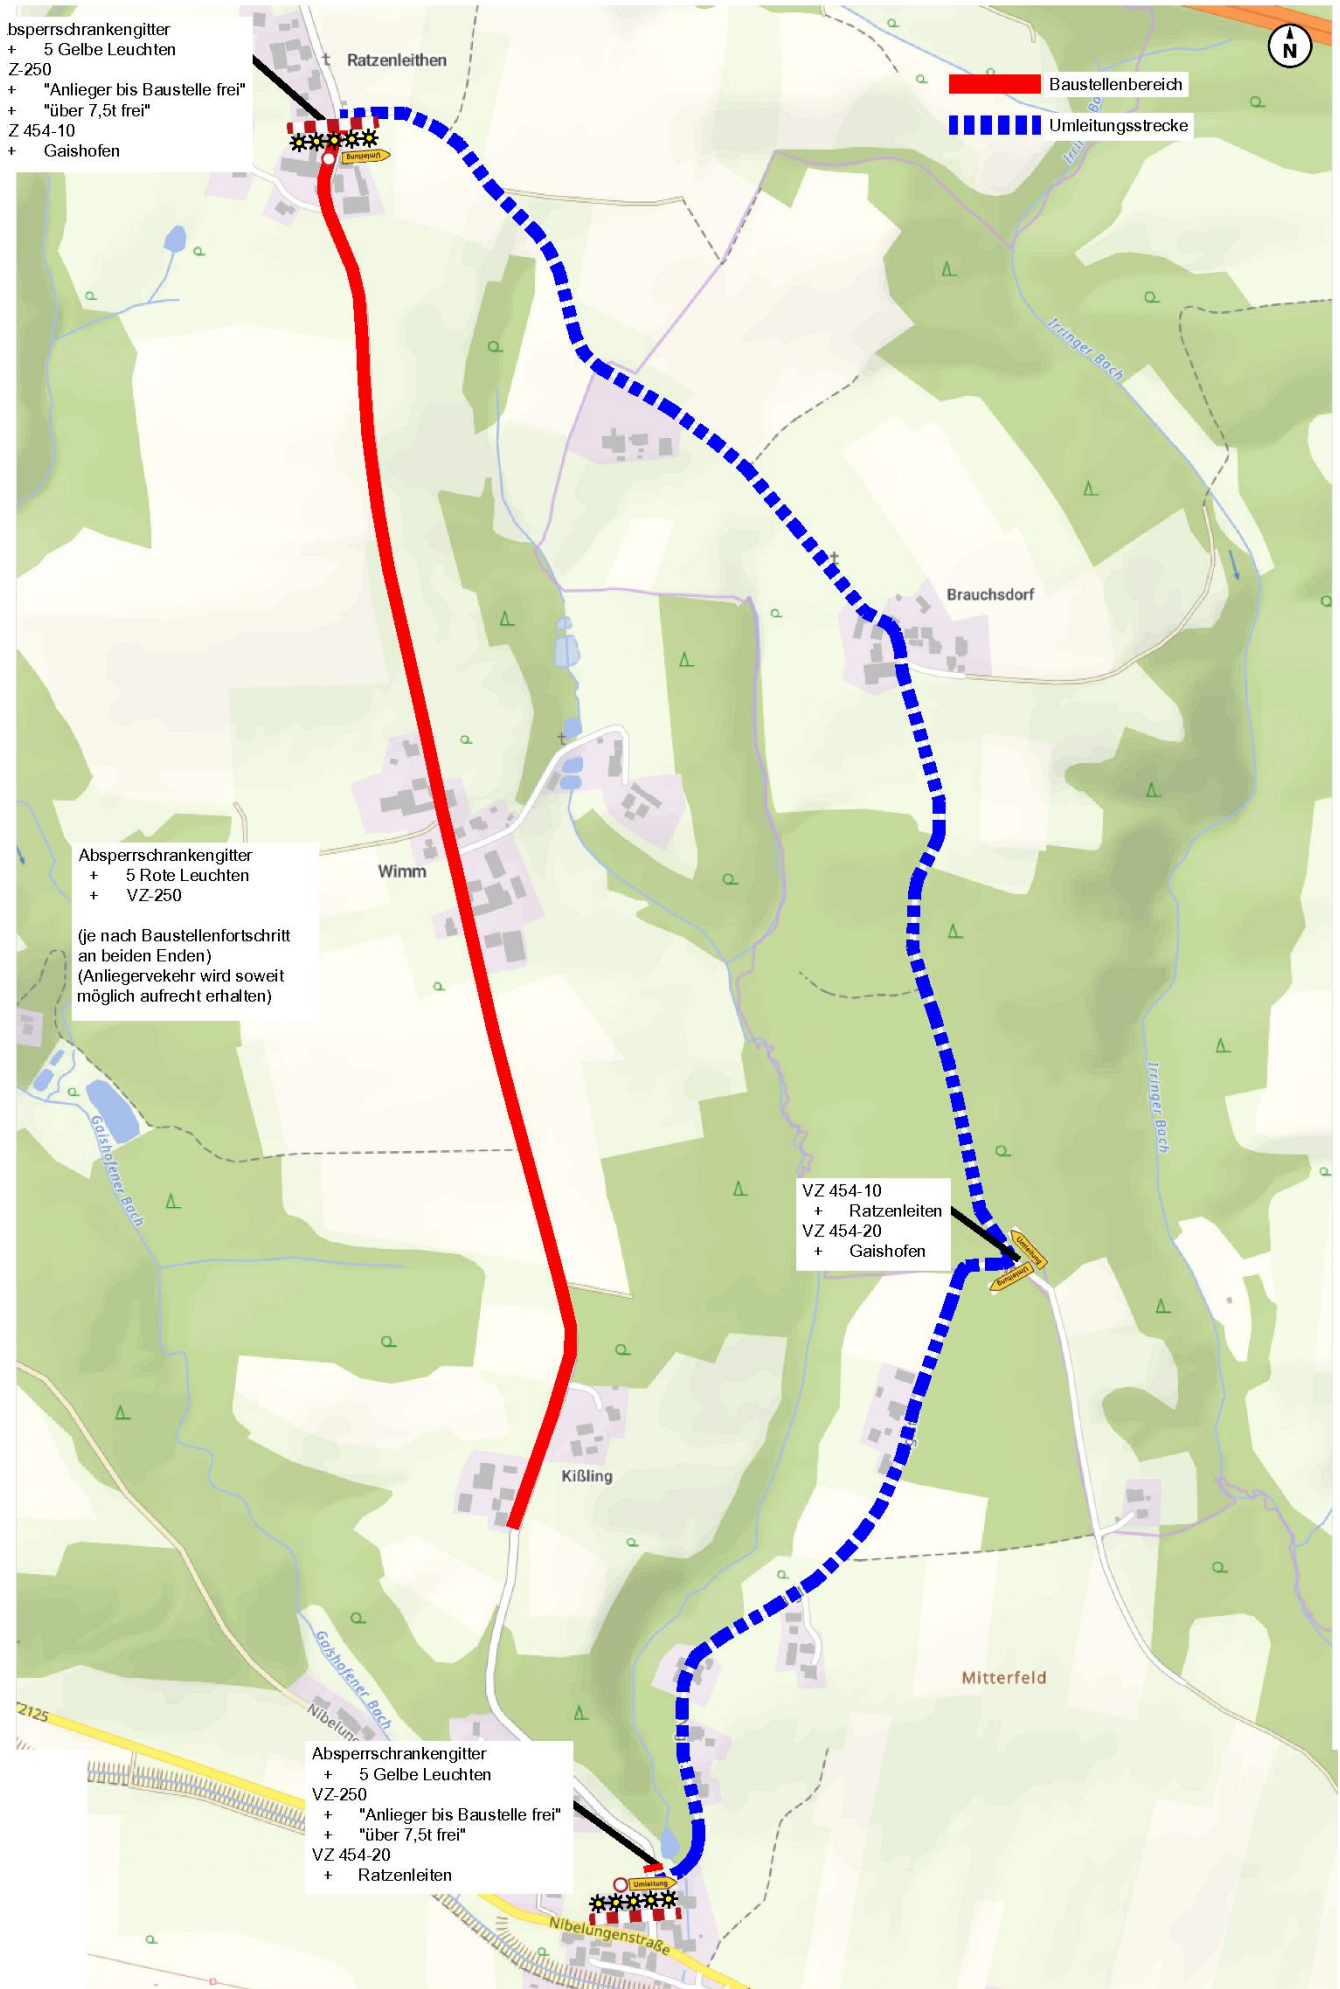 .bsperrschrankengitter
+ 5 Gelbe Leuchten
Z-250
+ "Anlieger bis Baustelle frei"
+ "über 7,5t frei"
Z 454-10
+ Gaishofen
Ratzenleithen
N
Baustellenbereich
Umleitungsstrecke
Umleitung
Irringer Bach
Brauchsdorf
Wimm
Absperrschrankengitter
+ 5 Rote Leuchten
+ VZ-250
(je nach Baustellenfortschritt
an beiden Enden)
(Anliegervekehr wird soweit
möglich aufrecht erhalten)
Gaishofener Bach
Irringer Bach
VZ 454-10
+ Ratzenleiten
VZ 454-20
+ Gaishofen
Umleitung
Umleitung
Kißling
Mitterfeld
Gaishofener Bach
2125
Absperrschrankengitter
+ 5 Gelbe Leuchten
VZ-250
+ "Anlieger bis Baustelle frei"
+ "über 7,5t frei"
VZ 454-20
+ Ratzenleiten
Umleitung
Nibelungenstraße